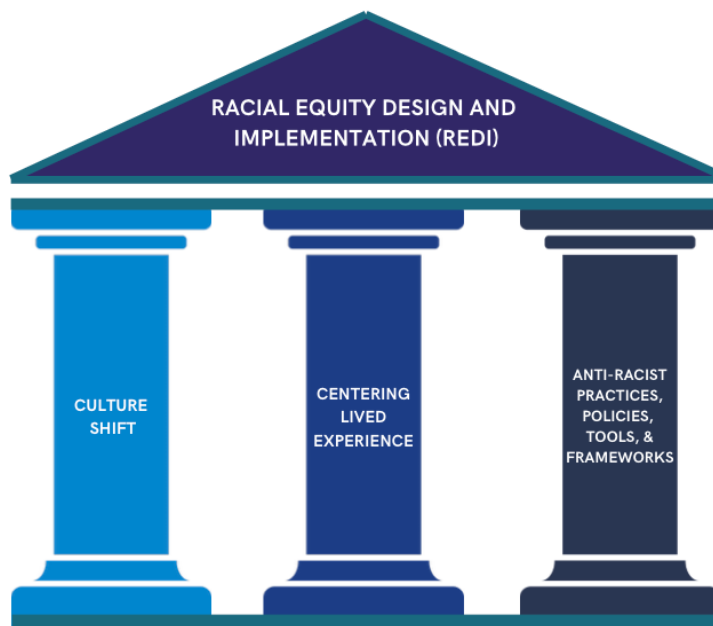 RACIAL EQUITY DESIGN AND
IMPLEMENTATION (REDI)
CULTURE
SHIFT
CENTERING
LIVED
EXPERIENCE
ANTI-RACIST
PRACTICES,
POLICIES,
TOOLS, &
FRAMEWORKS